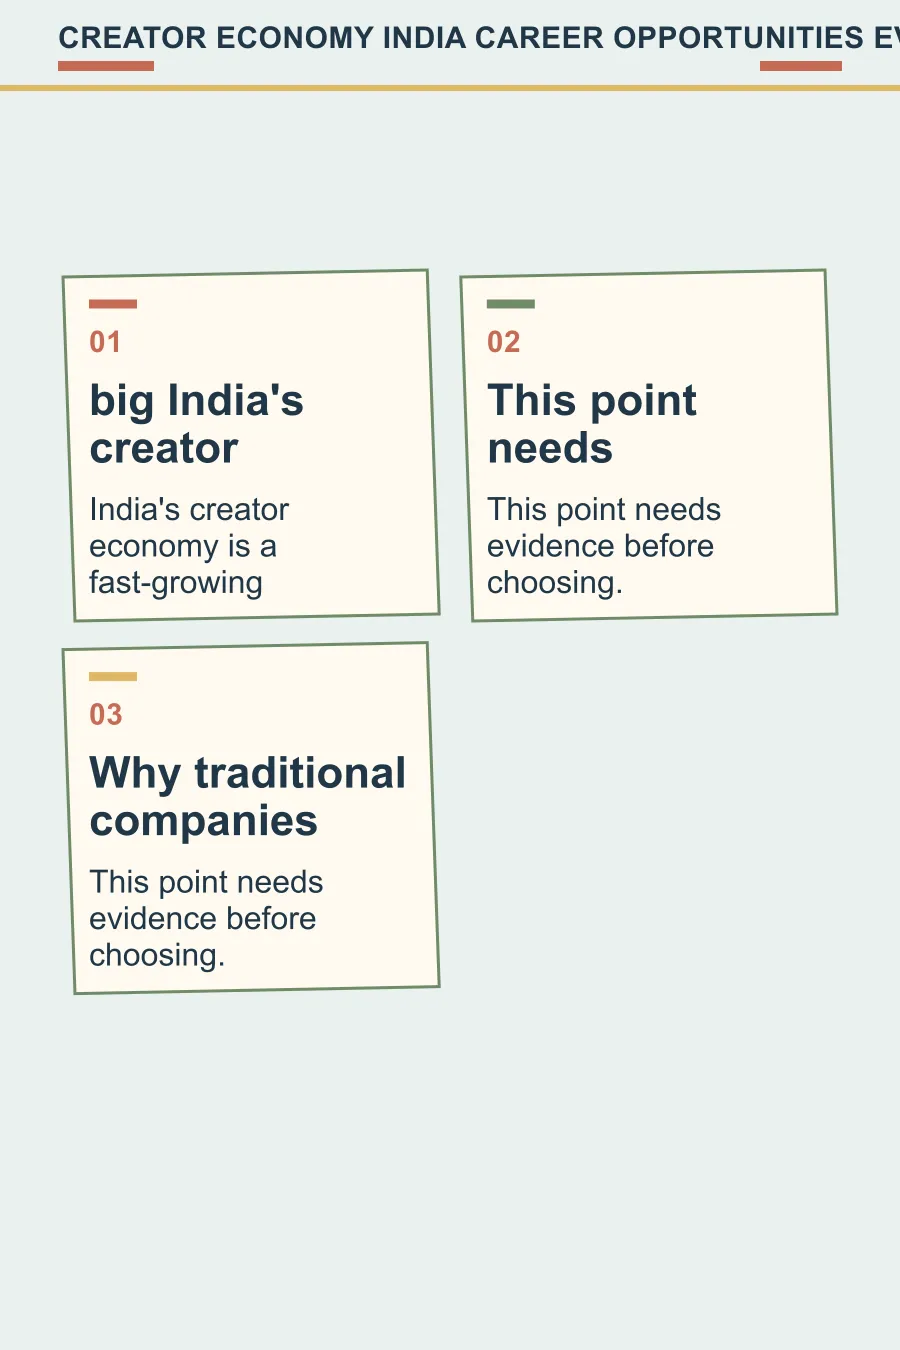 CREATOR ECONOMY INDIA CAREER OPPORTUNITIES
01
big India's
creator
India's creator
economy is a
fast-growing
02
This point
needs
This point needs
evidence before
choosing.
03
Why traditional
companies
This point needs
evidence before
choosing.